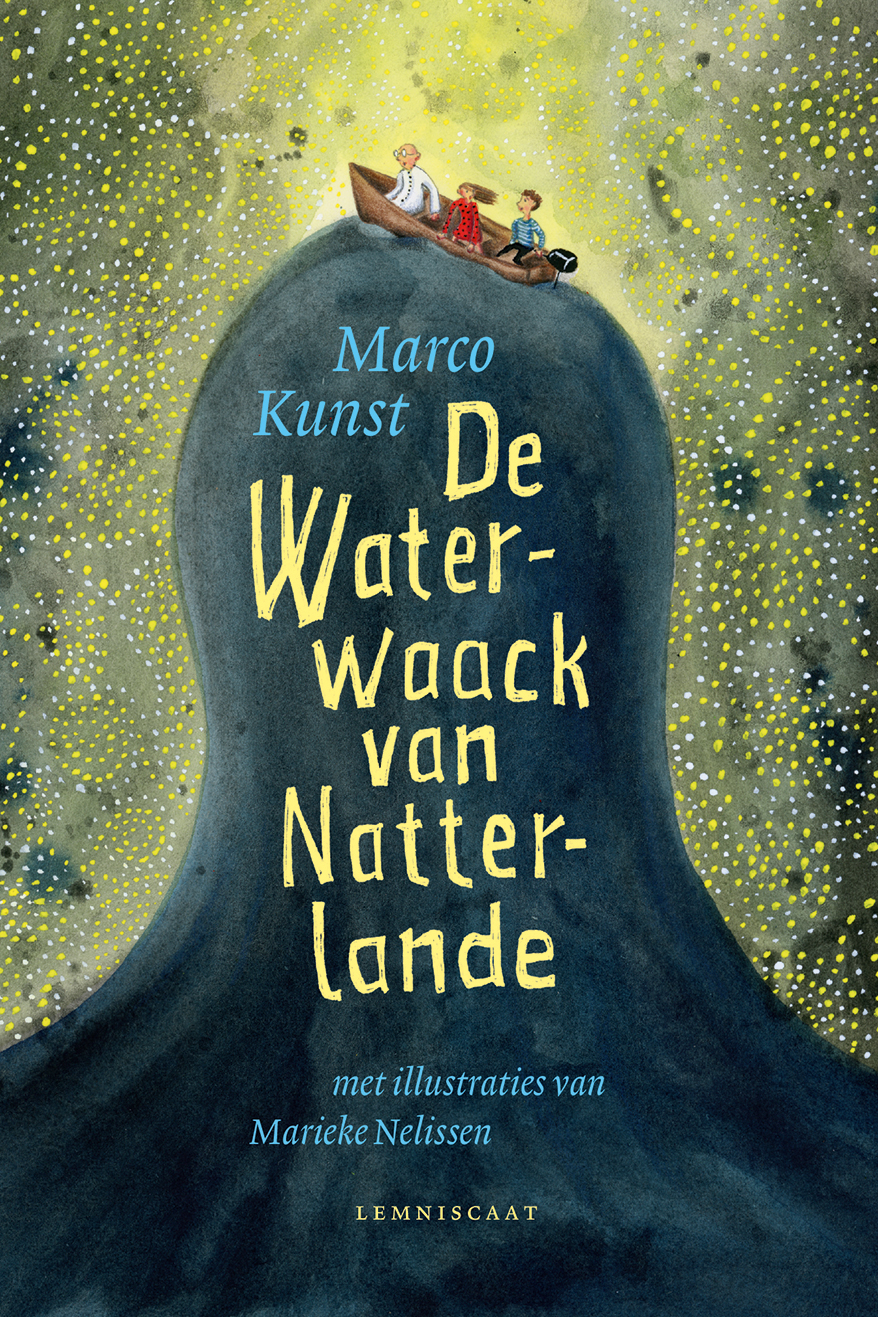 Marco
Kunst
De
Water-
waack
van
Natter-
lande
met illustraties van
Marieke Nelissen
LEMNISCAAT